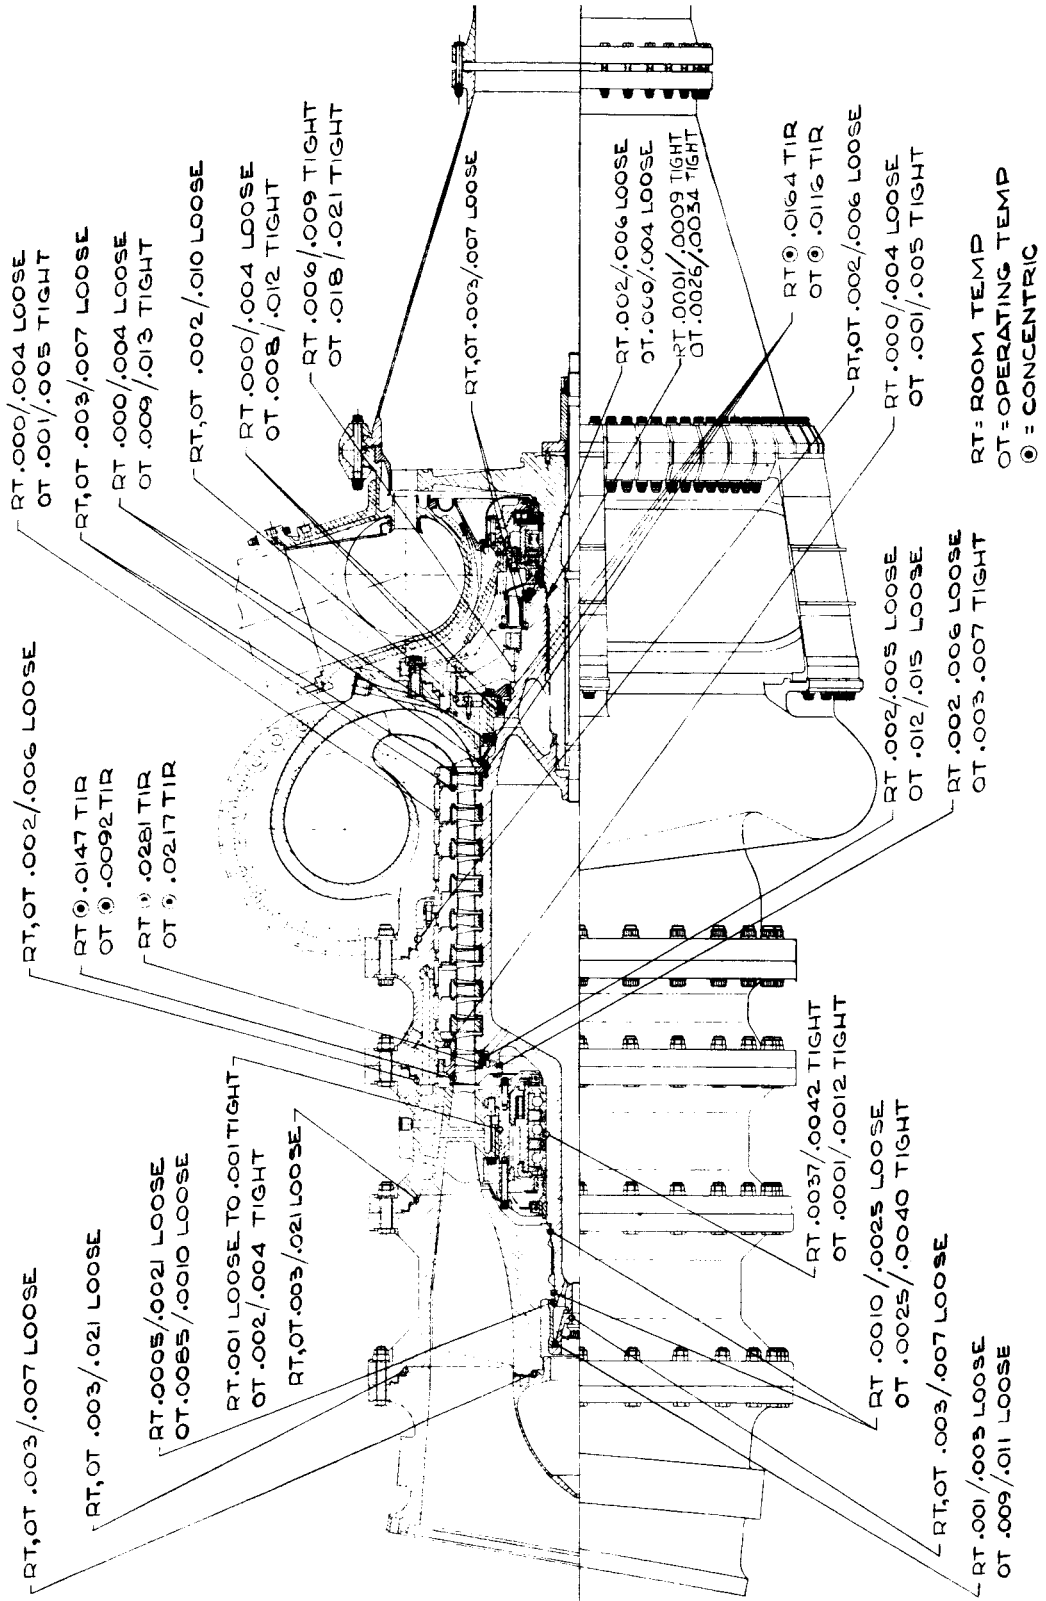 RT, OT .003/.007 LOOSE
RT, OT .003/.021 LOOSE
RT .0005/.0021 LOOSE
OT .0085/.0010 LOOSE
RT .001 LOOSE TO .001 TIGHT
OT .002/.004 TIGHT
RT, OT .003/.021 LOOSE
RT, OT .002/.006 LOOSE
RT ◉ .0147 TIR
OT ◉ .0092 TIR
RT ◉ .0281 TIR
OT ◉ .0217 TIR
RT .000/.004 LOOSE
OT .001/.005 TIGHT
RT, OT .003/.007 LOOSE
RT .000/.004 LOOSE
OT .009/.013 TIGHT
RT, OT .002/.010 LOOSE
RT .000/.004 LOOSE
OT .008/.012 TIGHT
RT .006/.009 TIGHT
OT .018/.021 TIGHT
RT, OT .003/.007 LOOSE
RT .002/.006 LOOSE
OT .000/.004 LOOSE
RT .0001/.0009 TIGHT
OT .0026/.0034 TIGHT
RT ◉ .0164 TIR
OT ◉ .0116 TIR
RT, OT .002/.006 LOOSE
RT .000/.004 LOOSE
OT .001/.005 TIGHT
RT .002/.005 LOOSE
OT .012/.015 LOOSE
RT .002 .006 LOOSE
OT .003 .007 TIGHT
RT .0037/.0042 TIGHT
OT .0001/.0012 TIGHT
RT .0010/.0025 LOOSE
OT .0025/.0040 TIGHT
RT, OT .003/.007 LOOSE
RT .001/.003 LOOSE
OT .009/.011 LOOSE
RT = ROOM TEMP
OT = OPERATING TEMP
◉ = CONCENTRIC